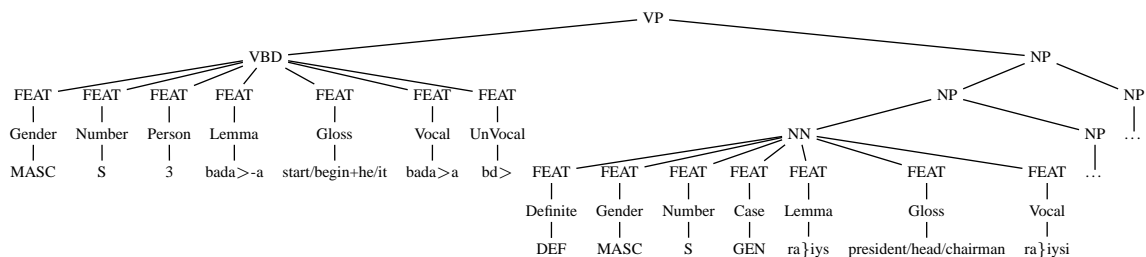 VP
VBD NP
FEAT FEAT FEAT FEAT FEAT FEAT FEAT NP NP
Gender Number Person Lemma Gloss Vocal UnVocal NN NP ...
MASC S 3 bada>-a start/begin+he/it bada>a bd>
FEAT FEAT FEAT FEAT FEAT FEAT FEAT ...
Definite Gender Number Case Lemma Gloss Vocal
DEF MASC S GEN ra}iys president/head/chairman ra}iysi